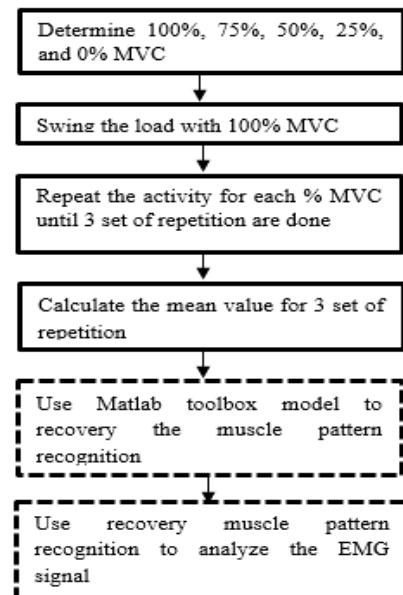 Determine 100%, 75%, 50%, 25%,
and 0% MVC
Swing the load with 100% MVC
Repeat the activity for each % MVC
until 3 set of repetition are done
Calculate the mean value for 3 set of
repetition
Use Matlab toolbox model to
recovery the muscle pattern
recognition
Use recovery muscle pattern
recognition to analyze the EMG
signal